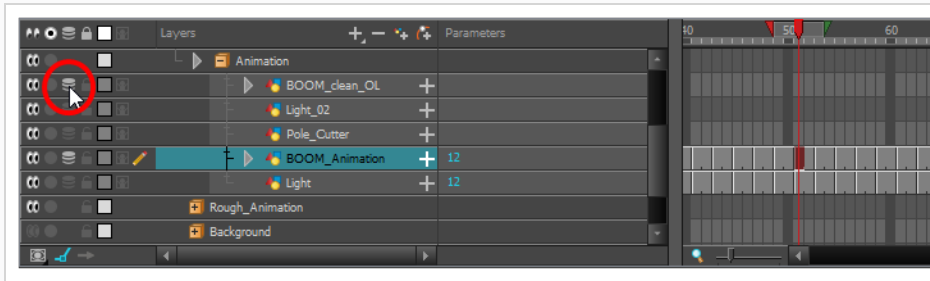 Layers Parameters 40 50 60
Animation
BOOM_clean_OL
Light_02
Pole_Cutter
BOOM_Animation 12
Light 12
Rough_Animation
Background